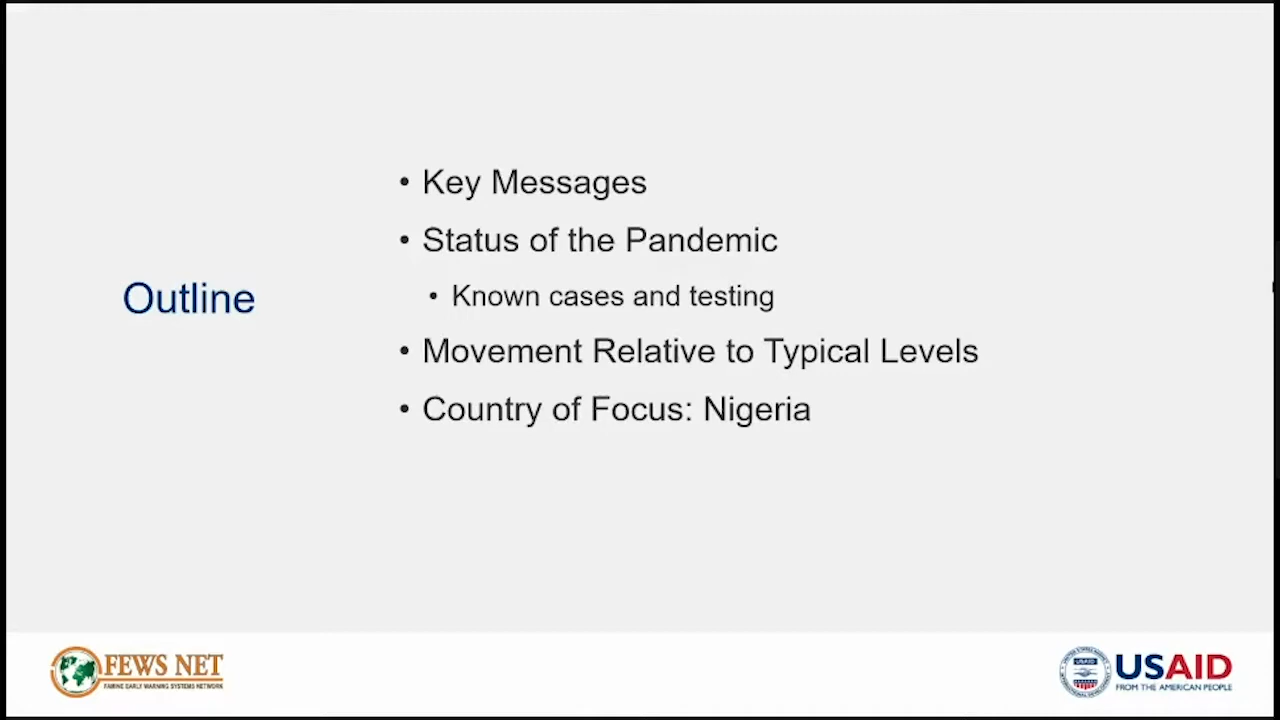 Outline
• Key Messages
• Status of the Pandemic
• Known cases and testing
• Movement Relative to Typical Levels
• Country of Focus: Nigeria
FEWS NET
FAMINE EARLY WARNING SYSTEMS NETWORK
USAID
USAID
FROM THE AMERICAN PEOPLE